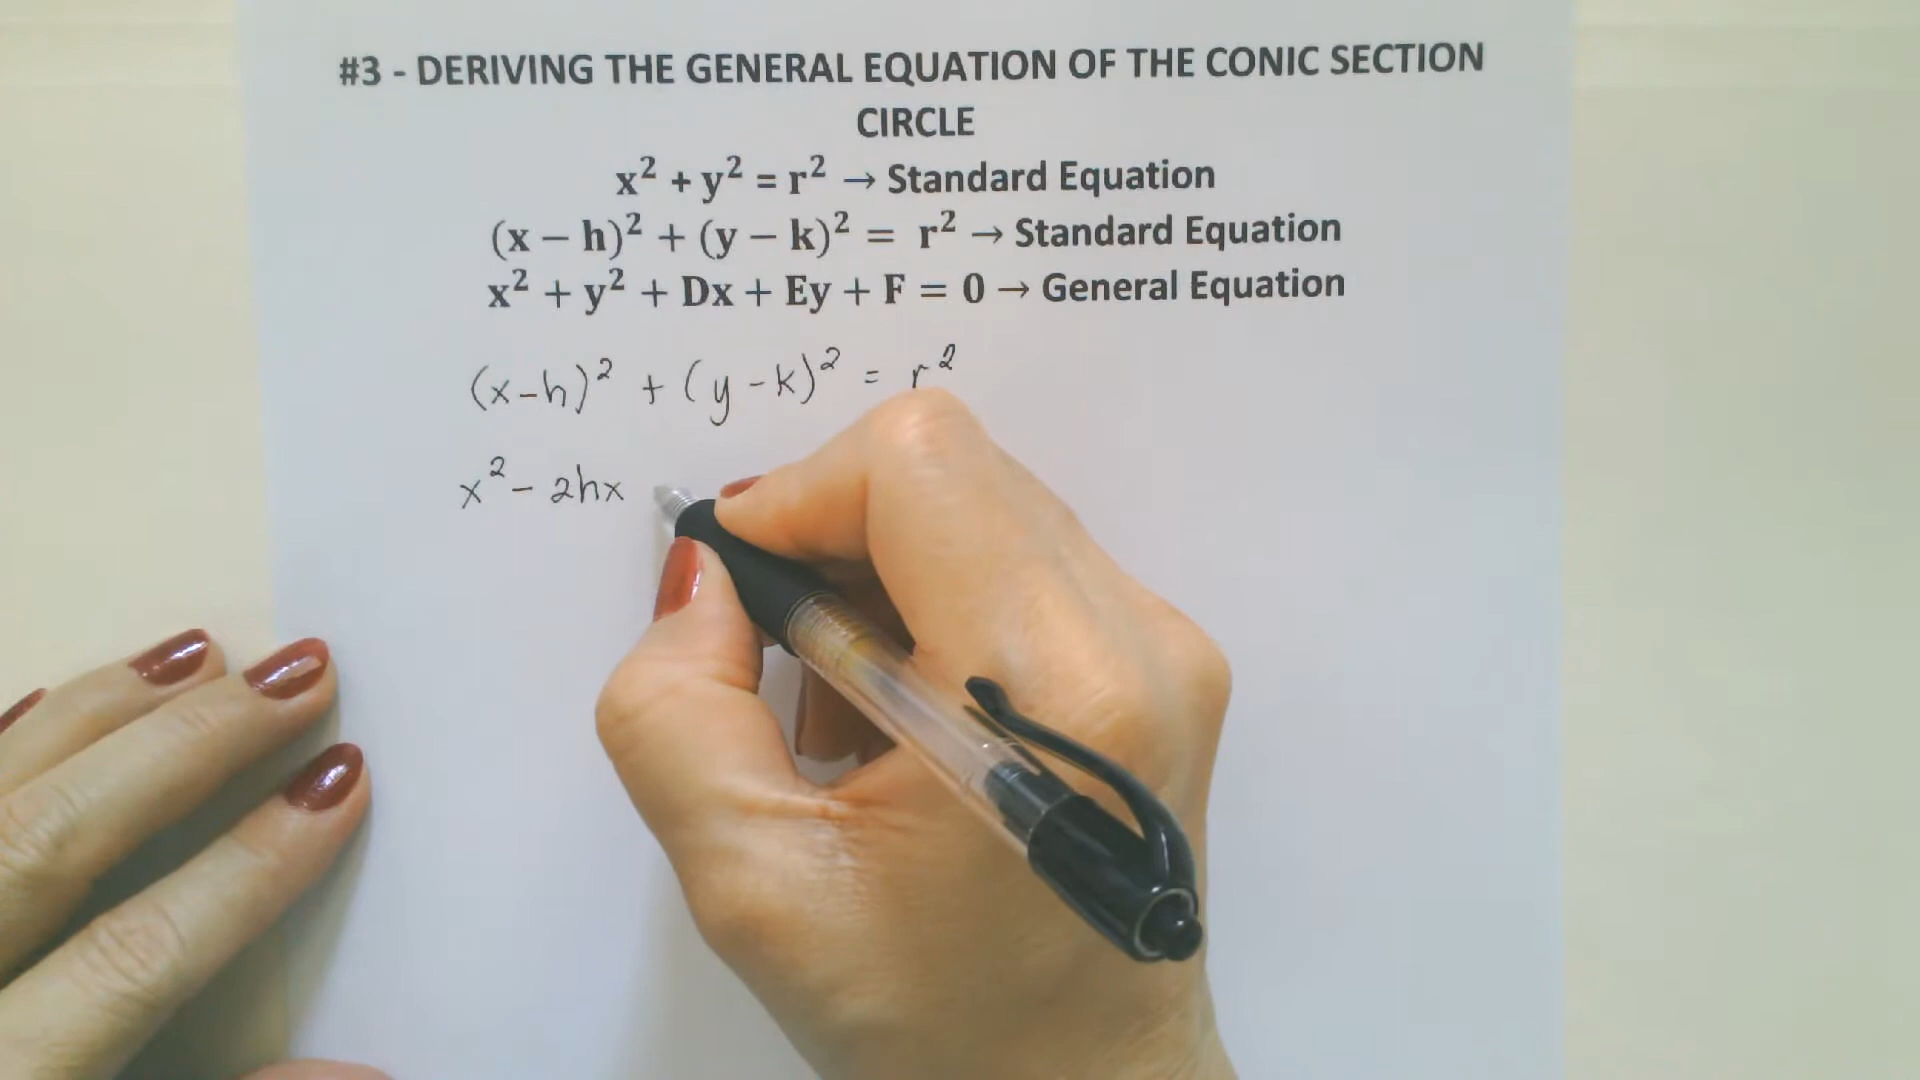 #3 - DERIVING THE GENERAL EQUATION OF THE CONIC SECTION
CIRCLE
x² + y² = r² → Standard Equation
(x – h)² + (y – k)² = r² → Standard Equation
x² + y² + Dx + Ey + F = 0 → General Equation
(x-h)² + (y-k)² = r²
x² - 2hx